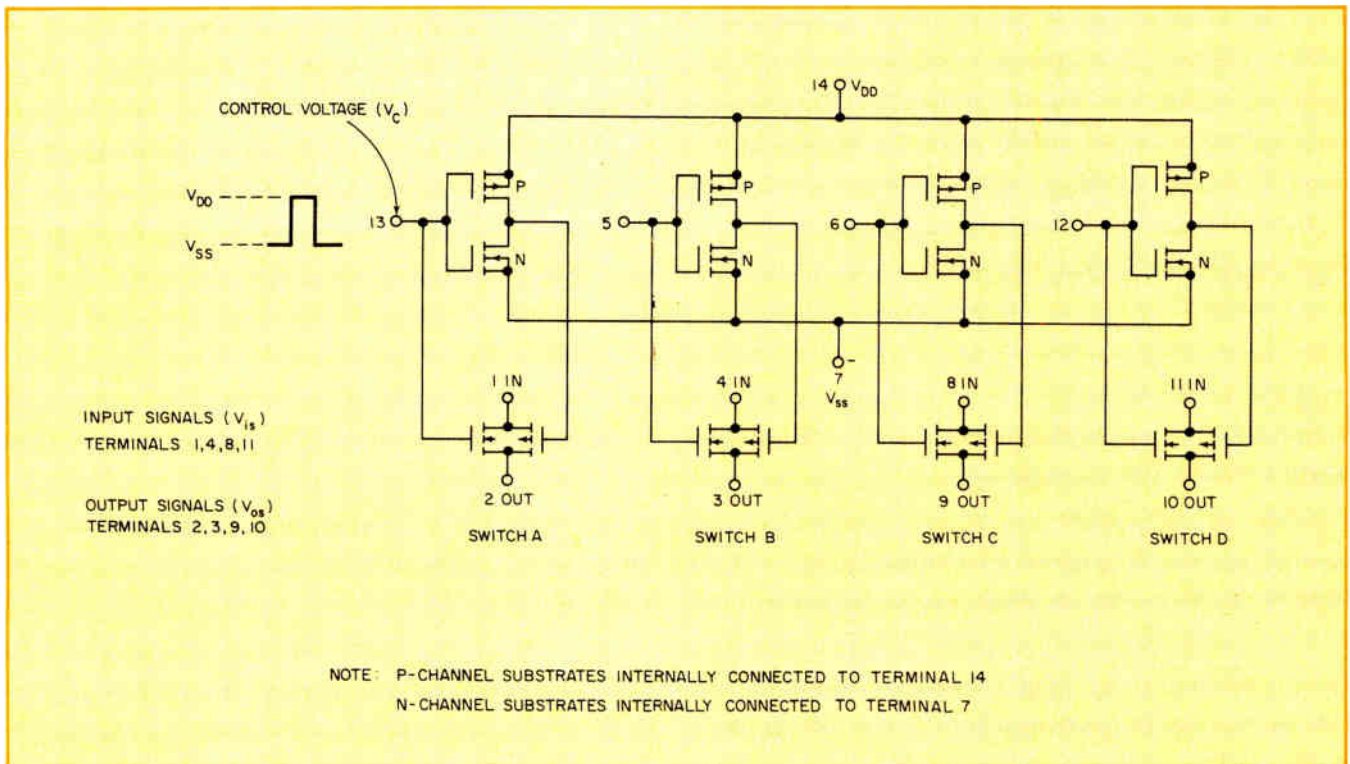 14 V_DD
CONTROL VOLTAGE (V_C)
P
P
P
P
V_DD
13
5
6
12
V_SS
N
N
N
N
7
V_SS
1 IN
4 IN
8 IN
11 IN
INPUT SIGNALS (V_is)
TERMINALS 1,4,8,11
2 OUT
3 OUT
9 OUT
10 OUT
OUTPUT SIGNALS (V_os)
TERMINALS 2,3,9,10
SWITCH A
SWITCH B
SWITCH C
SWITCH D
NOTE: P-CHANNEL SUBSTRATES INTERNALLY CONNECTED TO TERMINAL 14
N-CHANNEL SUBSTRATES INTERNALLY CONNECTED TO TERMINAL 7